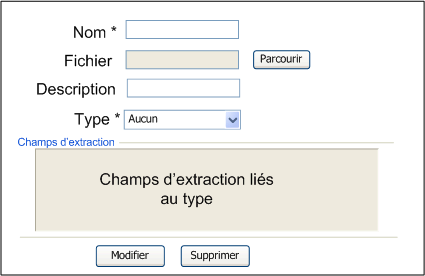 Nom *
Fichier Parcourir
Description
Type * Aucun
Champs d'extraction
Champs d'extraction liés
au type
Modifier Supprimer